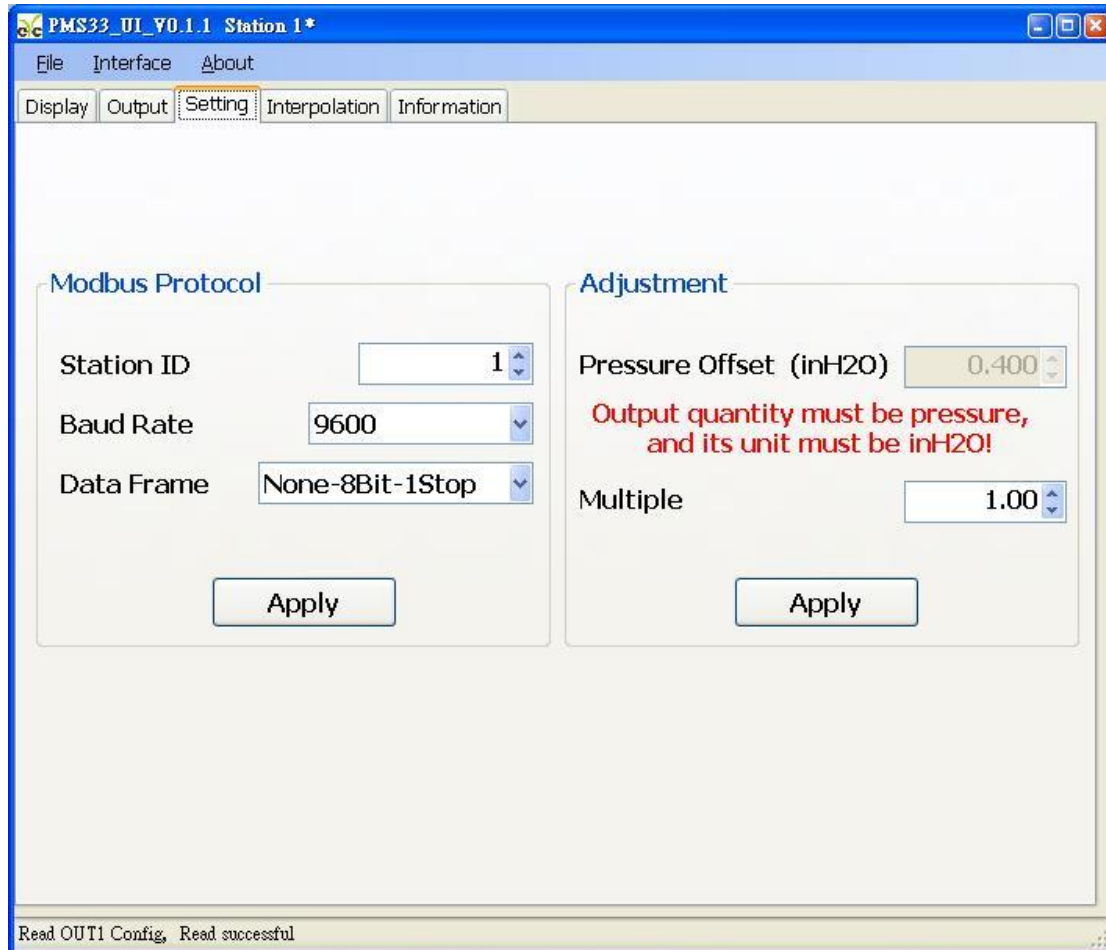 PMS33_UI_V0.1.1 Station 1*
File Interface About
Display Output Setting Interpolation Information
Modbus Protocol
Station ID 1
Baud Rate 9600
Data Frame None-8Bit-1Stop
Apply
Adjustment
Pressure Offset (inH2O) 0.400
Output quantity must be pressure,
and its unit must be inH2O!
Multiple 1.00
Apply
Read OUT1 Config, Read successful